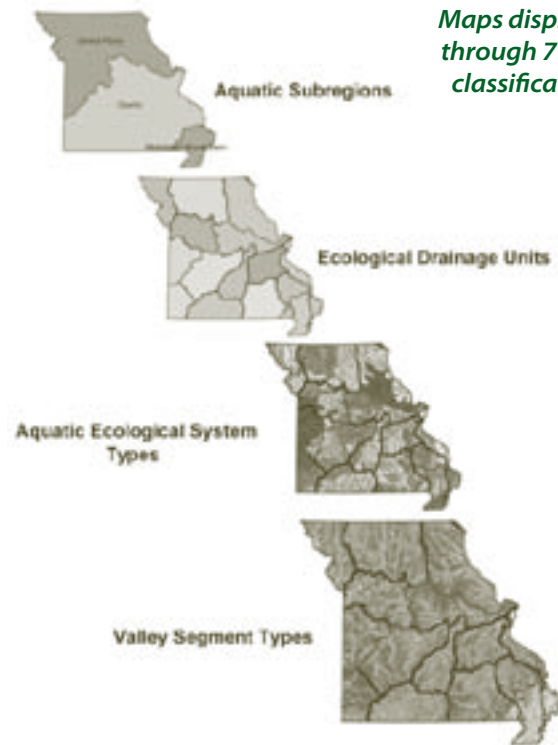 Maps disp
through 7
classifica
Aquatic Subregions
Ecological Drainage Units
Aquatic Ecological System
Types
Valley Segment Types